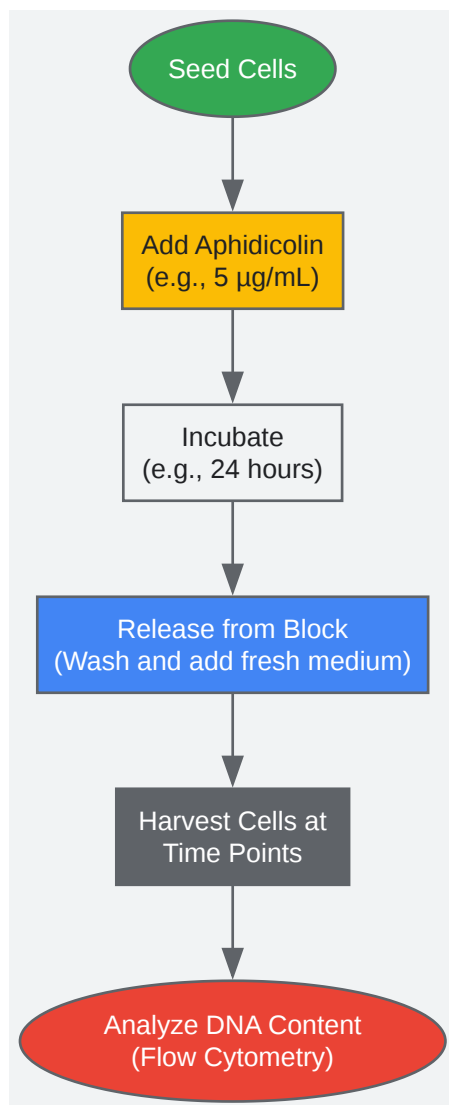 Seed Cells
Add Aphidicolin
(e.g., 5 µg/mL)
Incubate
(e.g., 24 hours)
Release from Block
(Wash and add fresh medium)
Harvest Cells at
Time Points
Analyze DNA Content
(Flow Cytometry)